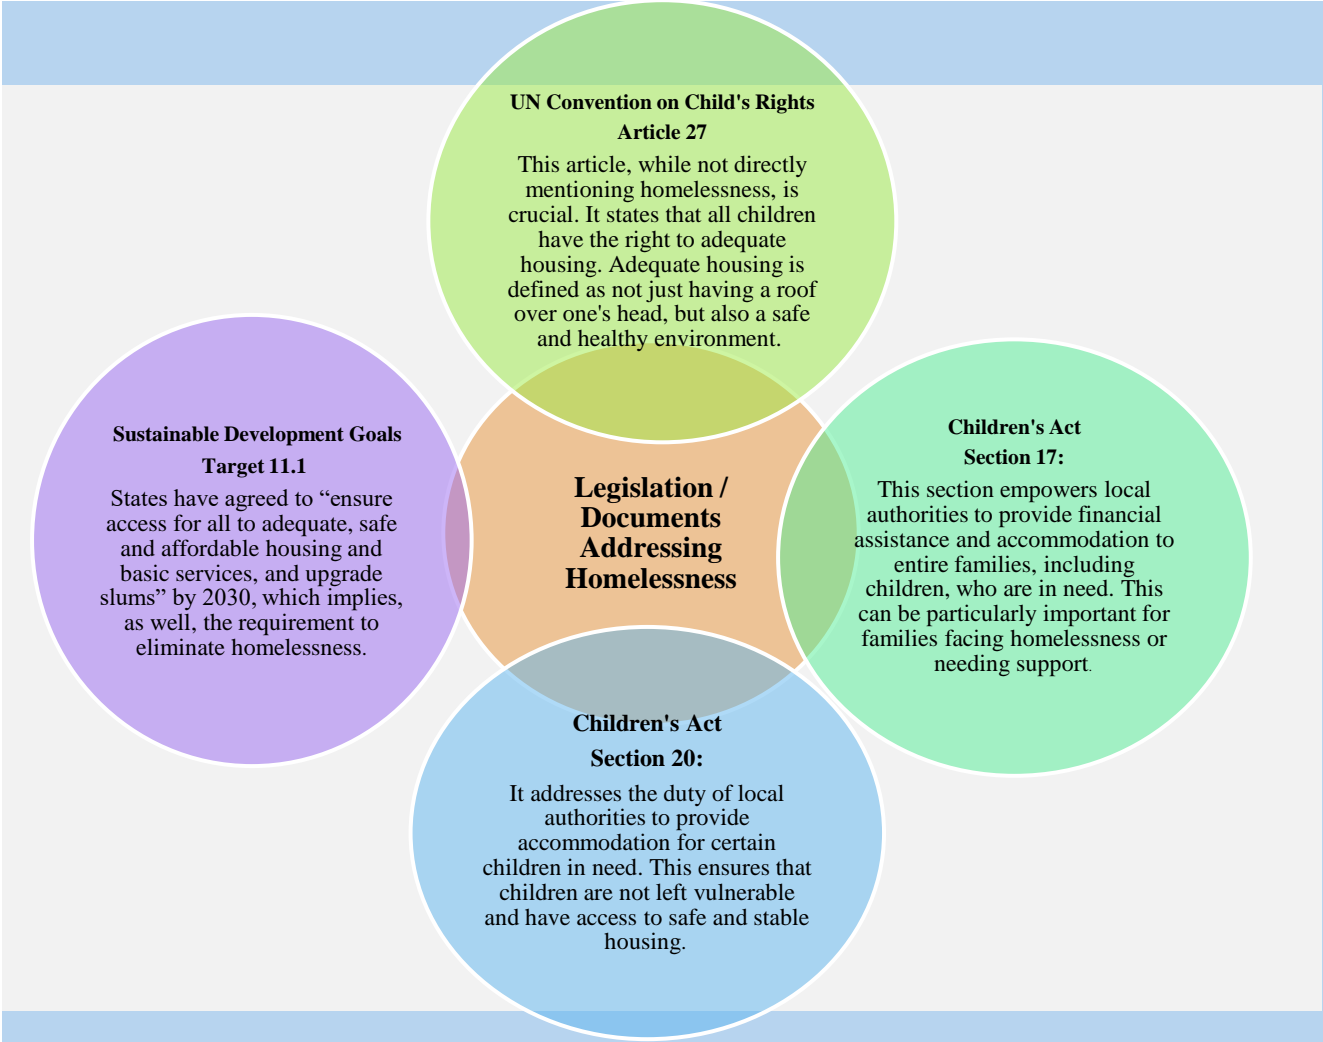 UN Convention on Child's Rights
Article 27
This article, while not directly
mentioning homelessness, is
crucial. It states that all children
have the right to adequate
housing. Adequate housing is
defined as not just having a roof
over one's head, but also a safe
and healthy environment.
Sustainable Development Goals
Target 11.1
States have agreed to “ensure
access for all to adequate, safe
and affordable housing and
basic services, and upgrade
slums” by 2030, which implies,
as well, the requirement to
eliminate homelessness.
Legislation /
Documents
Addressing
Homelessness
Children's Act
Section 17:
This section empowers local
authorities to provide financial
assistance and accommodation to
entire families, including
children, who are in need. This
can be particularly important for
families facing homelessness or
needing support.
Children's Act
Section 20:
It addresses the duty of local
authorities to provide
accommodation for certain
children in need. This ensures that
children are not left vulnerable
and have access to safe and stable
housing.